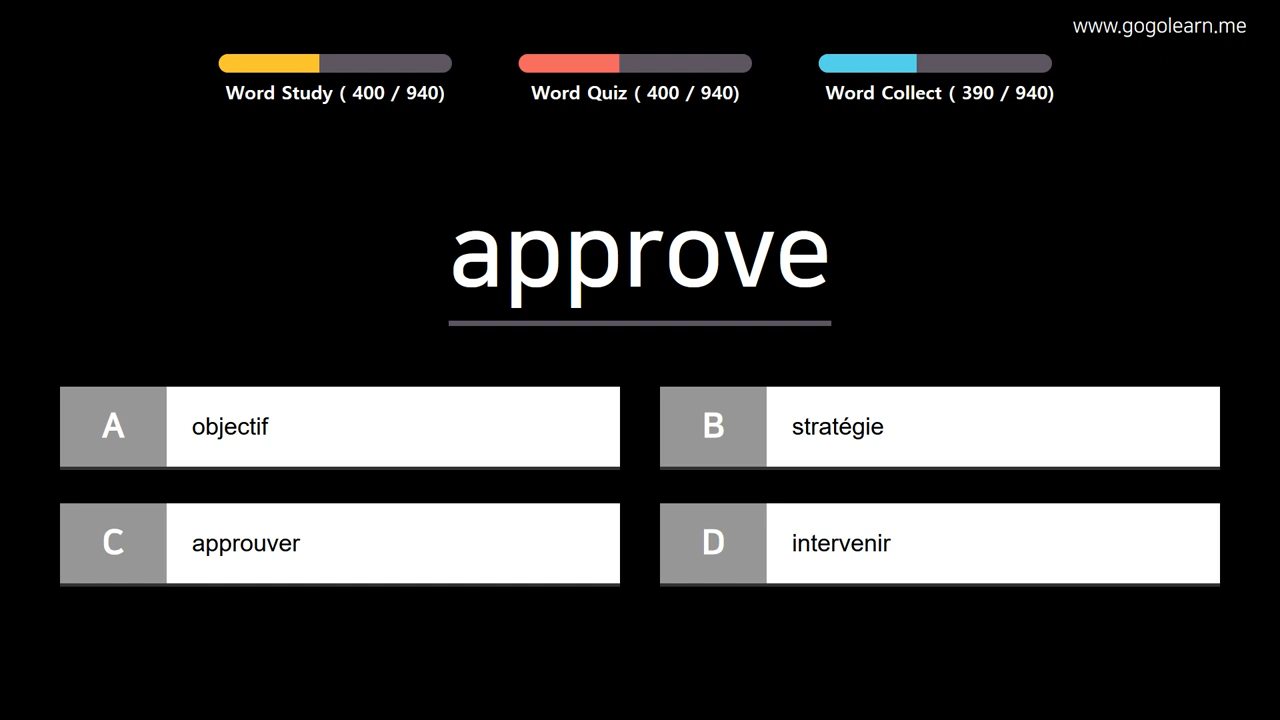 www.gogolearn.me
Word Study ( 400 / 940)
Word Quiz ( 400 / 940)
Word Collect ( 390 / 940)
approve
A objectif
B stratégie
C approuver
D intervenir